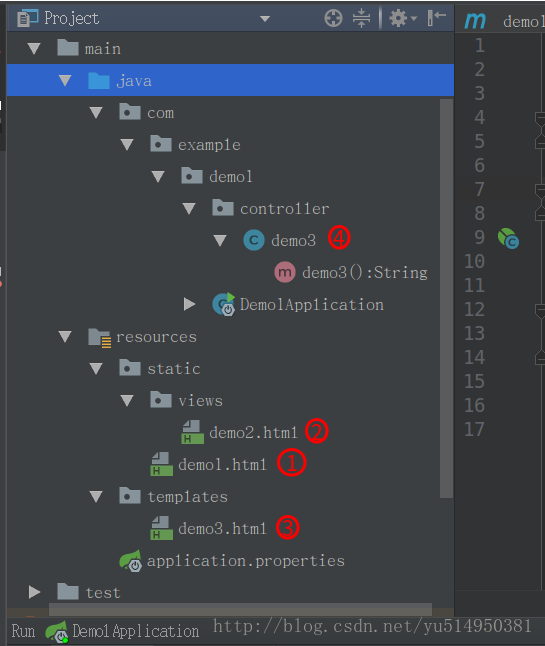 Project
main
java
com
example
demo1
controller
demo3 ④
demo3():String
Demo1Application
resources
static
views
demo2.html ②
demo1.html ①
templates
demo3.html ③
application.properties
test
m demo1
1
2
3
4
5
6
7
8
9
10
11
12
13
14
15
16
17
Run Demo1Application http://blog.csdn.net/yu514950381